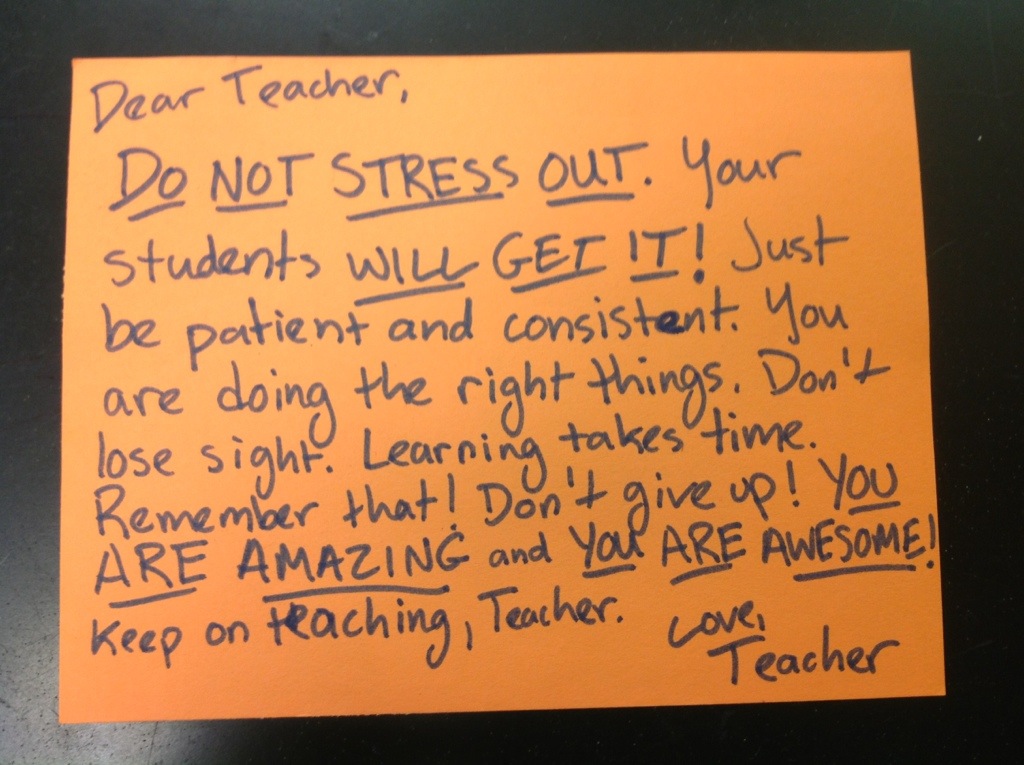 Dear Teacher,
DO NOT STRESS OUT. Your
students WILL GET IT! Just
be patient and consistent. You
are doing the right things. Don't
lose sight. Learning takes time.
Remember that! Don't give up! YOU
ARE AMAZING and YOU ARE AWESOME!
Keep on teaching, Teacher.
Love,
Teacher